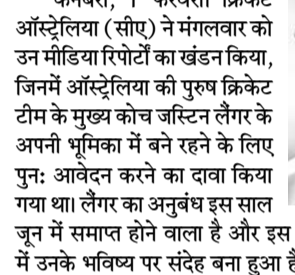 ऑस्ट्रेलिया (सीए) ने मंगलवार को
उन मीडिया रिपोर्टों का खंडन किया,
जिनमें ऑस्ट्रेलिया की पुरुष क्रिकेट
टीम के मुख्य कोच जस्टिन लैंगर के
अपनी भूमिका में बने रहने के लिए
पुनः आवेदन करने का दावा किया
गया था। लैंगर का अनुबंध इस साल
जून में समाप्त होने वाला है और इस
में उनके भविष्य पर संदेह बना हुआ है